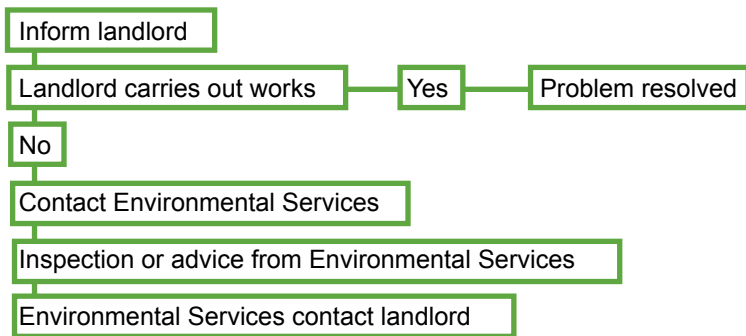 Inform landlord
Landlord carries out works Yes Problem resolved
No
Contact Environmental Services
Inspection or advice from Environmental Services
Environmental Services contact landlord